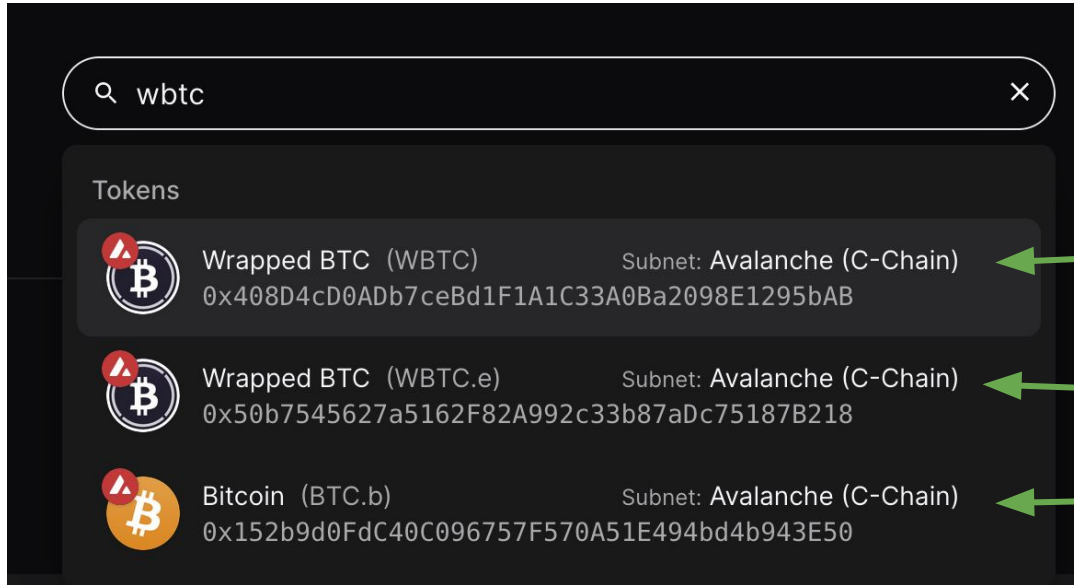 wbtc
Tokens
Wrapped BTC (WBTC) Subnet: Avalanche (C-Chain)
0x408D4cD0ADb7ceBd1F1A1C33A0Ba2098E1295bAB
Wrapped BTC (WBTC.e) Subnet: Avalanche (C-Chain)
0x50b7545627a5162F82A992c33b87aDc75187B218
Bitcoin (BTC.b) Subnet: Avalanche (C-Chain)
0x152b9d0FdC40C096757F570A51E494bd4b943E50